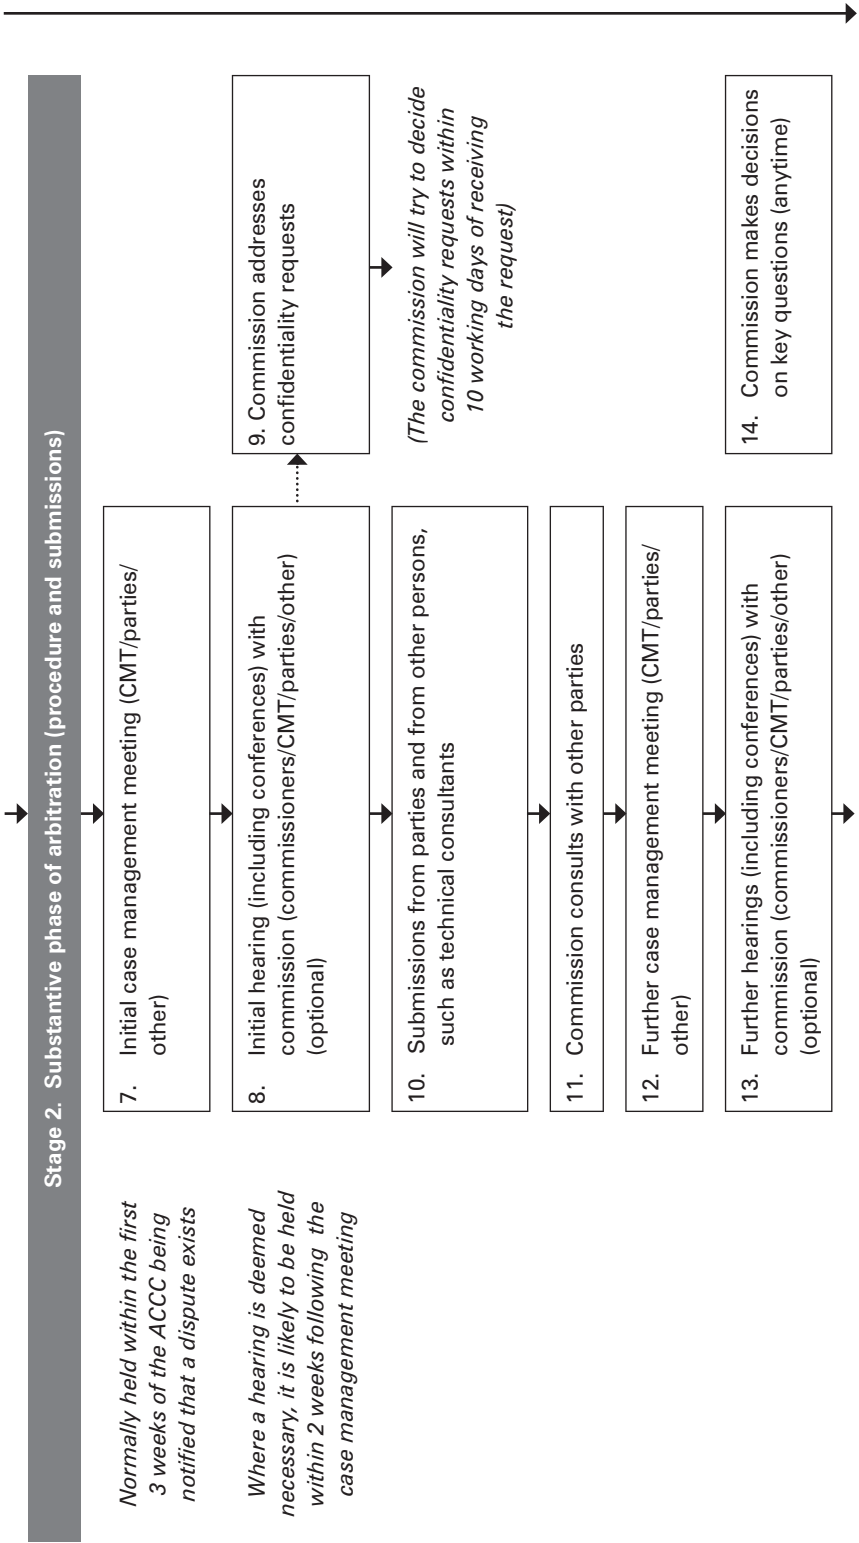 Stage 2. Substantive phase of arbitration (procedure and submissions)
Normally held within the first
3 weeks of the ACCC being
notified that a dispute exists
7. Initial case management meeting (CMT/parties/
other)
Where a hearing is deemed
necessary, it is likely to be held
within 2 weeks following the
case management meeting
8. Initial hearing (including conferences) with
commission (commissioners/CMT/parties/other)
(optional)
9. Commission addresses
confidentiality requests
(The commission will try to decide
confidentiality requests within
10 working days of receiving
the request)
10. Submissions from parties and from other persons,
such as technical consultants
11. Commission consults with other parties
12. Further case management meeting (CMT/parties/
other)
13. Further hearings (including conferences) with
commission (commissioners/CMT/parties/other)
(optional)
14. Commission makes decisions
on key questions (anytime)